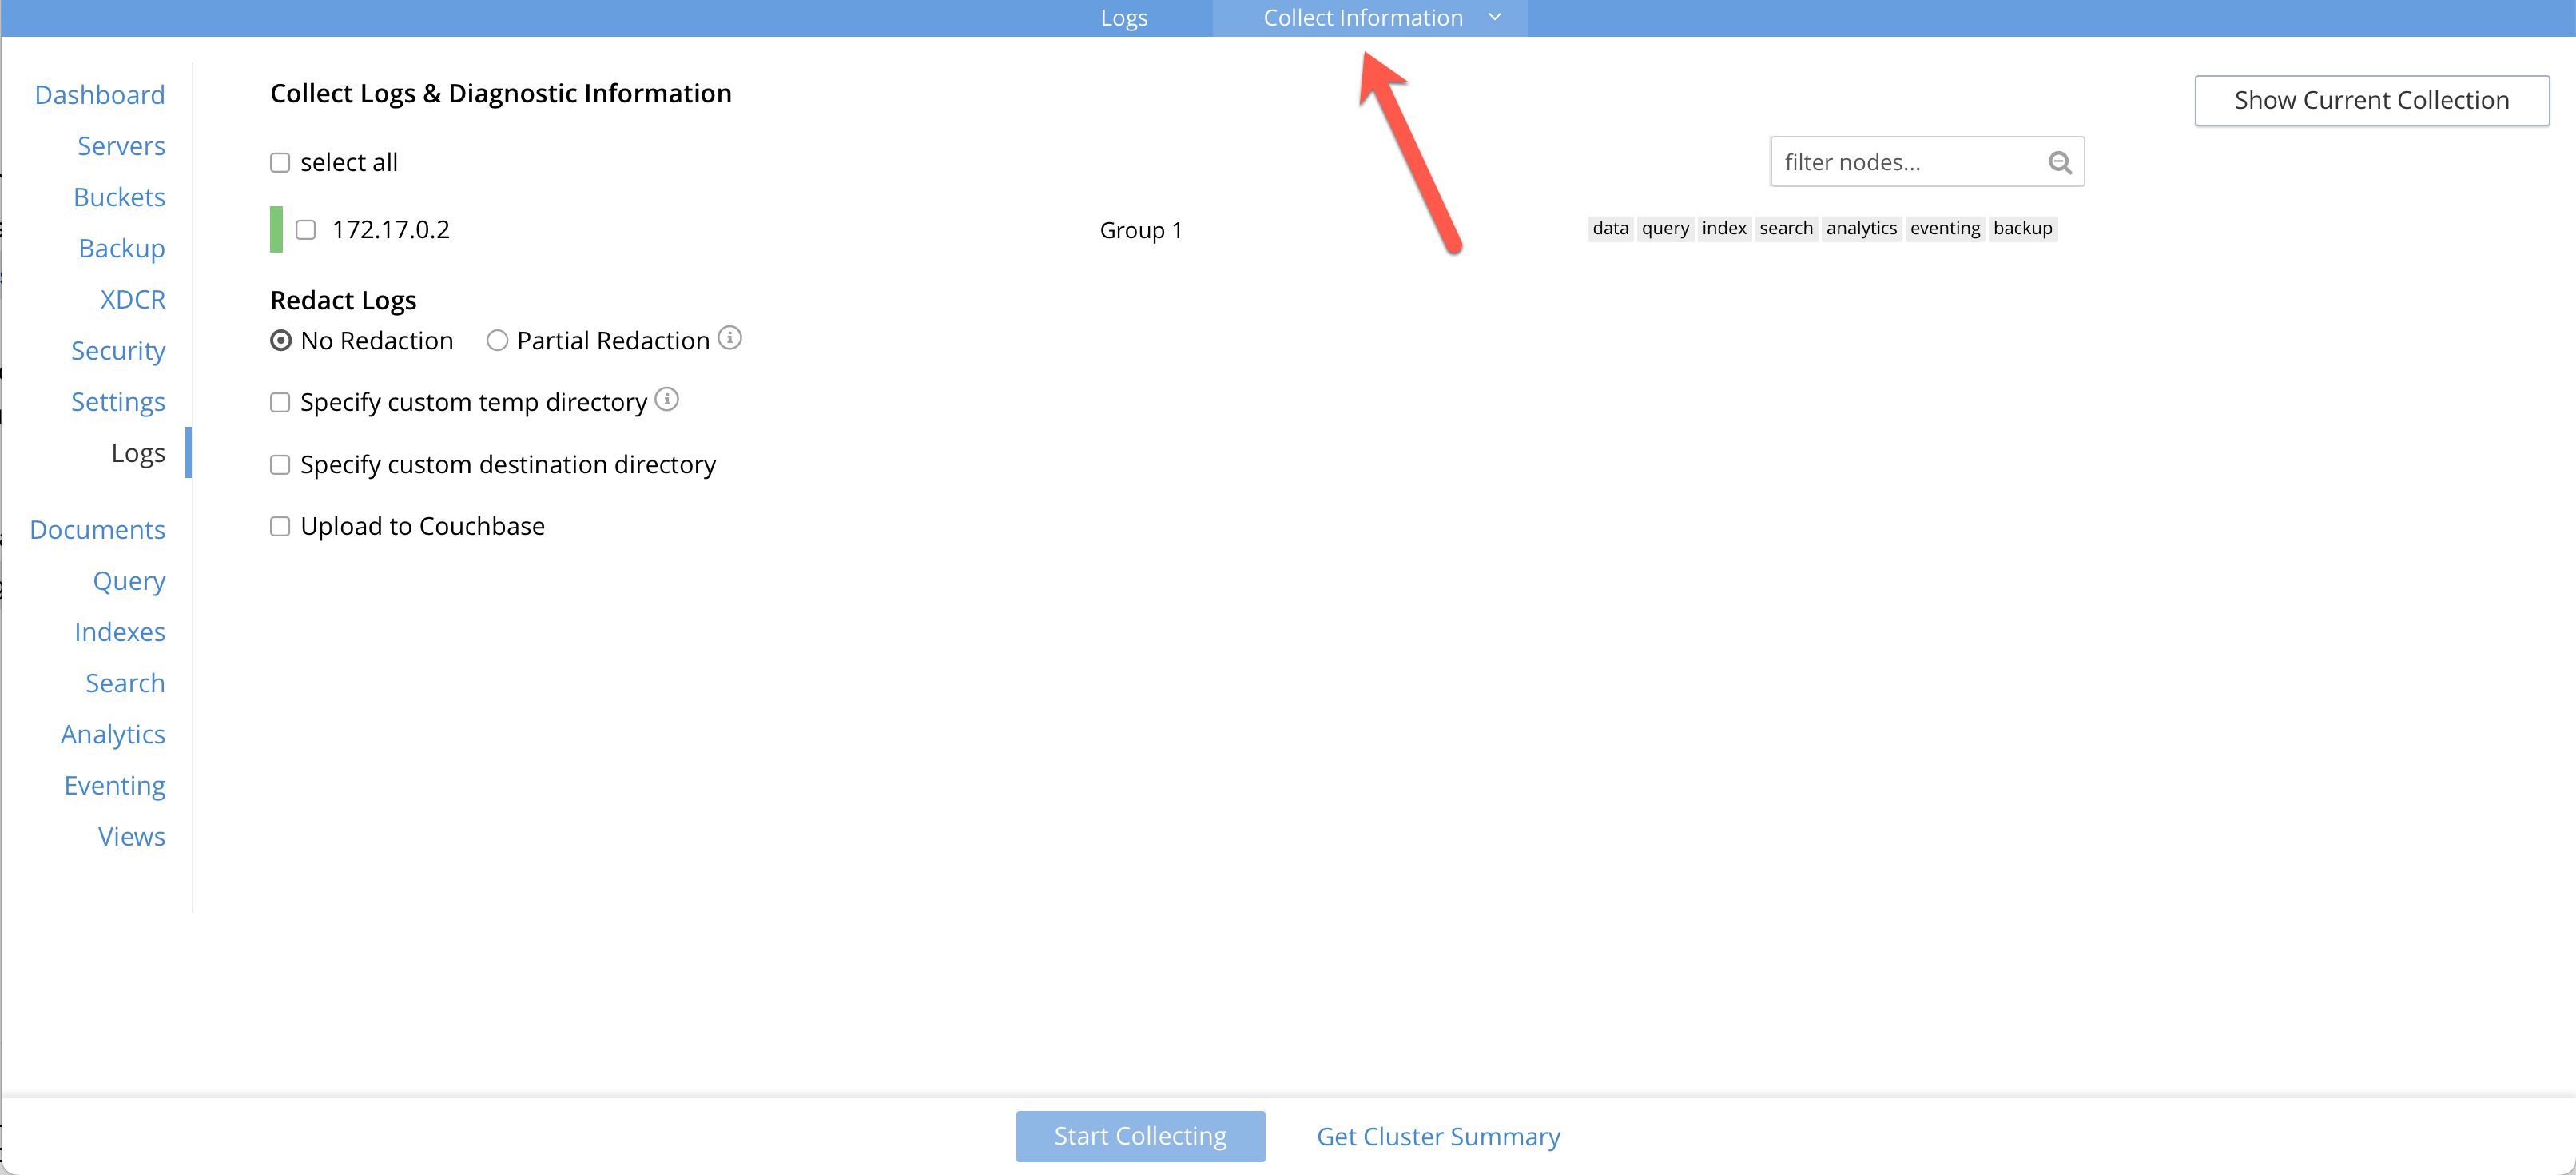 Logs
Collect Information
Dashboard
Servers
Buckets
Backup
XDCR
Security
Settings
Logs
Documents
Query
Indexes
Search
Analytics
Eventing
Views
Collect Logs & Diagnostic Information
Show Current Collection
select all
filter nodes...
172.17.0.2 Group 1 data query index search analytics eventing backup
Redact Logs
No Redaction Partial Redaction
Specify custom temp directory
Specify custom destination directory
Upload to Couchbase
Start Collecting Get Cluster Summary